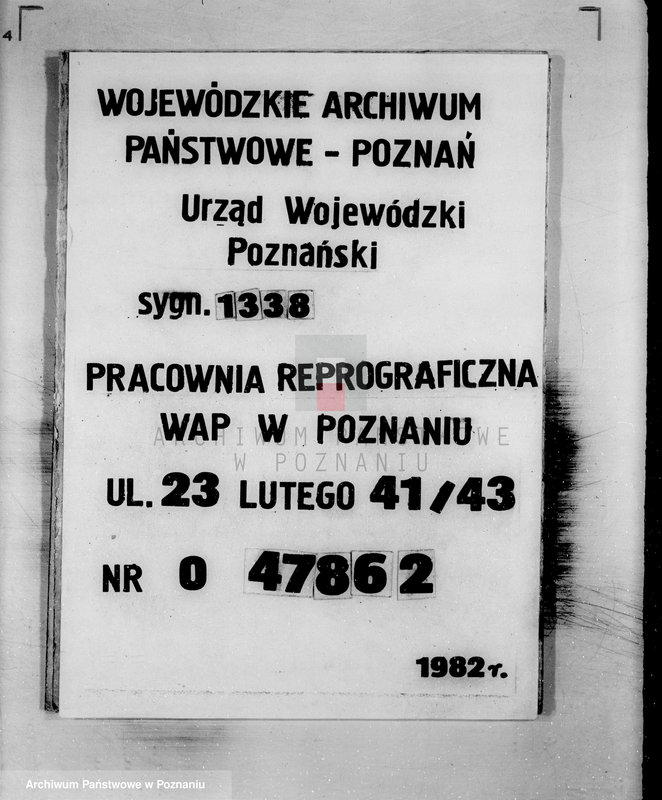 4
WOJEWÓDZKIE ARCHIWUM
PAŃSTWOWE - POZNAŃ
Urząd Wojewódzki
Poznański
sygn. 1338
PRACOWNIA REPROGRAFICZNA
WAP W POZNANIU
ARCHIWUM PAŃSTWOWE
W POZNANIU
UL. 23 LUTEGO 41/43
NR 0 47862
1982 r.
Archiwum Państwowe w Poznaniu